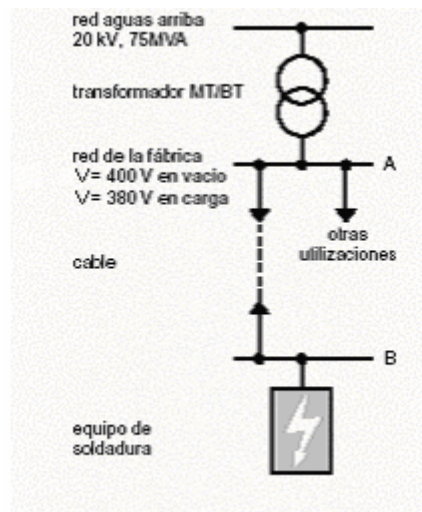 red aguas arriba
20 kV, 75MVA
transformador MT/BT
red de la fábrica
V= 400 V en vacio
V= 380 V en carga
A
otras
utilizaciones
cable
B
equipo de
soldadura